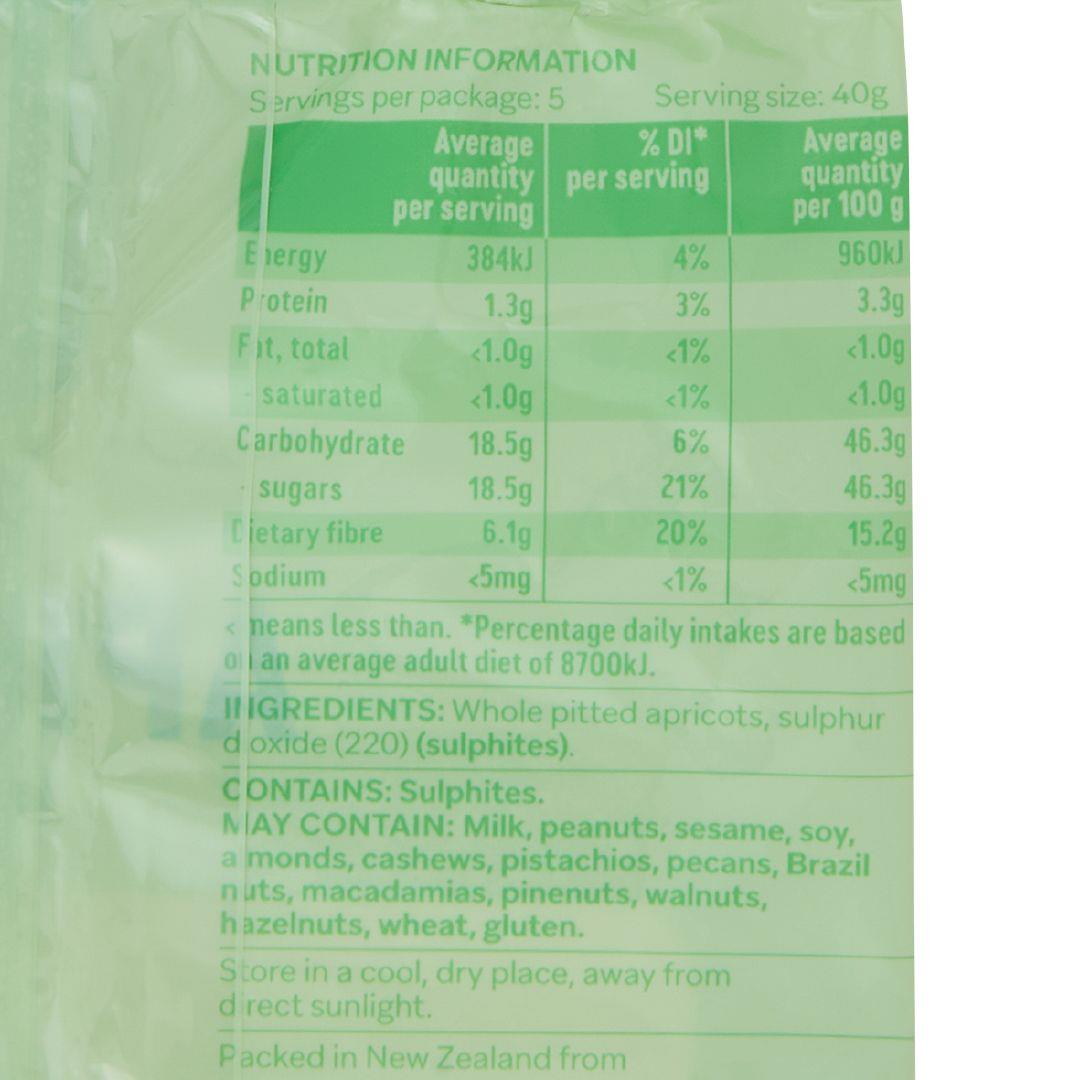 NUTRITION INFORMATION
Servings per package: 5 Serving size: 40g
Average quantity per serving % DI* per serving Average quantity per 100 g
Energy 384kJ 4% 960kJ
Protein 1.3g 3% 3.3g
Fat, total <1.0g <1% <1.0g
- saturated <1.0g <1% <1.0g
Carbohydrate 18.5g 6% 46.3g
- sugars 18.5g 21% 46.3g
Dietary fibre 6.1g 20% 15.2g
Sodium <5mg <1% <5mg
< means less than. *Percentage daily intakes are based
on an average adult diet of 8700kJ.
INGREDIENTS: Whole pitted apricots, sulphur
dioxide (220) (sulphites).
CONTAINS: Sulphites.
MAY CONTAIN: Milk, peanuts, sesame, soy,
almonds, cashews, pistachios, pecans, Brazil
nuts, macadamias, pinenuts, walnuts,
hazelnuts, wheat, gluten.
Store in a cool, dry place, away from
direct sunlight.
Packed in New Zealand from